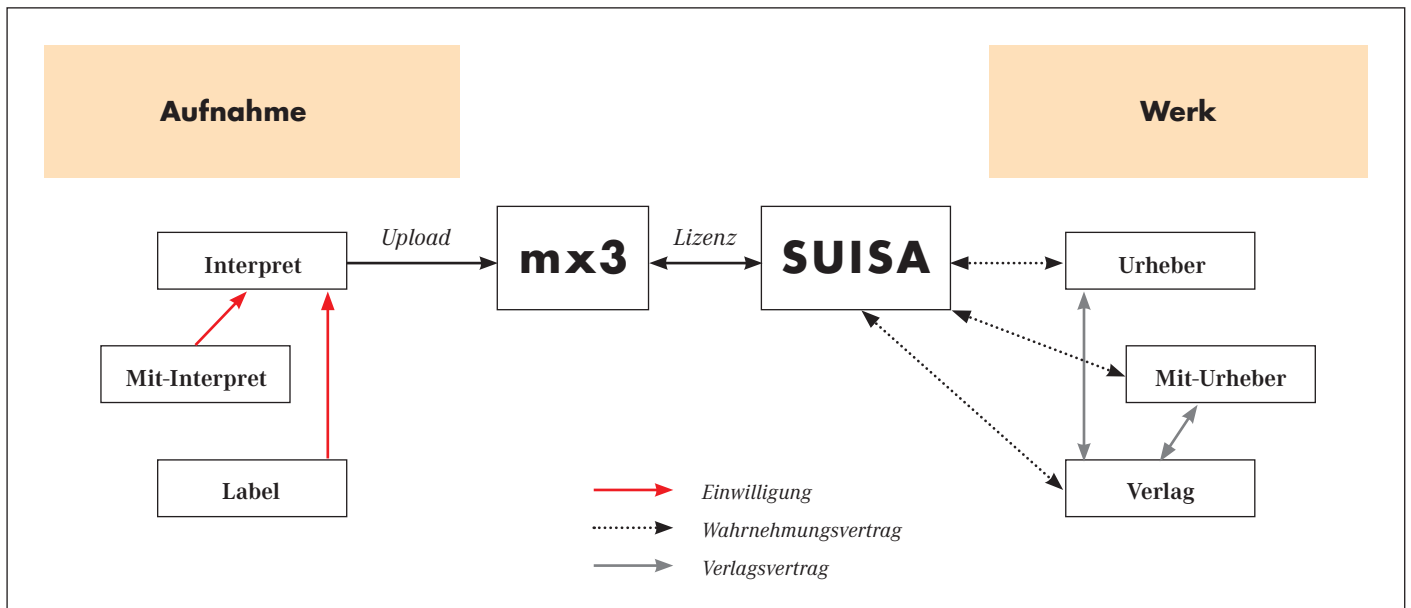 Aufnahme
Werk
Upload
Lizenz
Interpret
mx3
SUISA
Urheber
Mit-Interpret
Mit-Urheber
Label
Verlag
Einwilligung
Wahrnehmungsvertrag
Verlagsvertrag